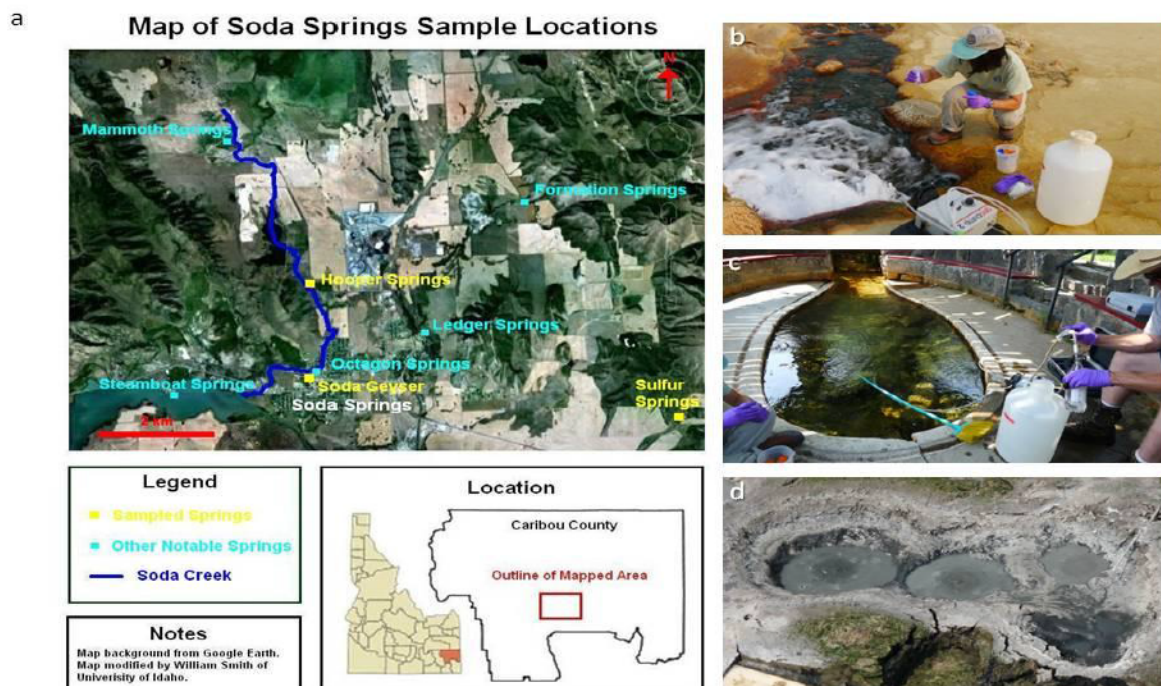 a
Map of Soda Springs Sample Locations
N
Mammoth Springs
Formation Springs
Hooper Springs
Ledger Springs
Octagon Springs
Steamboat Springs
Soda Geyser
Sulfur
Springs
Soda Springs
2 km
Legend
Sampled Springs
Other Notable Springs
Soda Creek
Location
Caribou County
Outline of Mapped Area
Notes
Map background from Google Earth.
Map modified by William Smith of
Univerisity of Idaho.
b
c
d